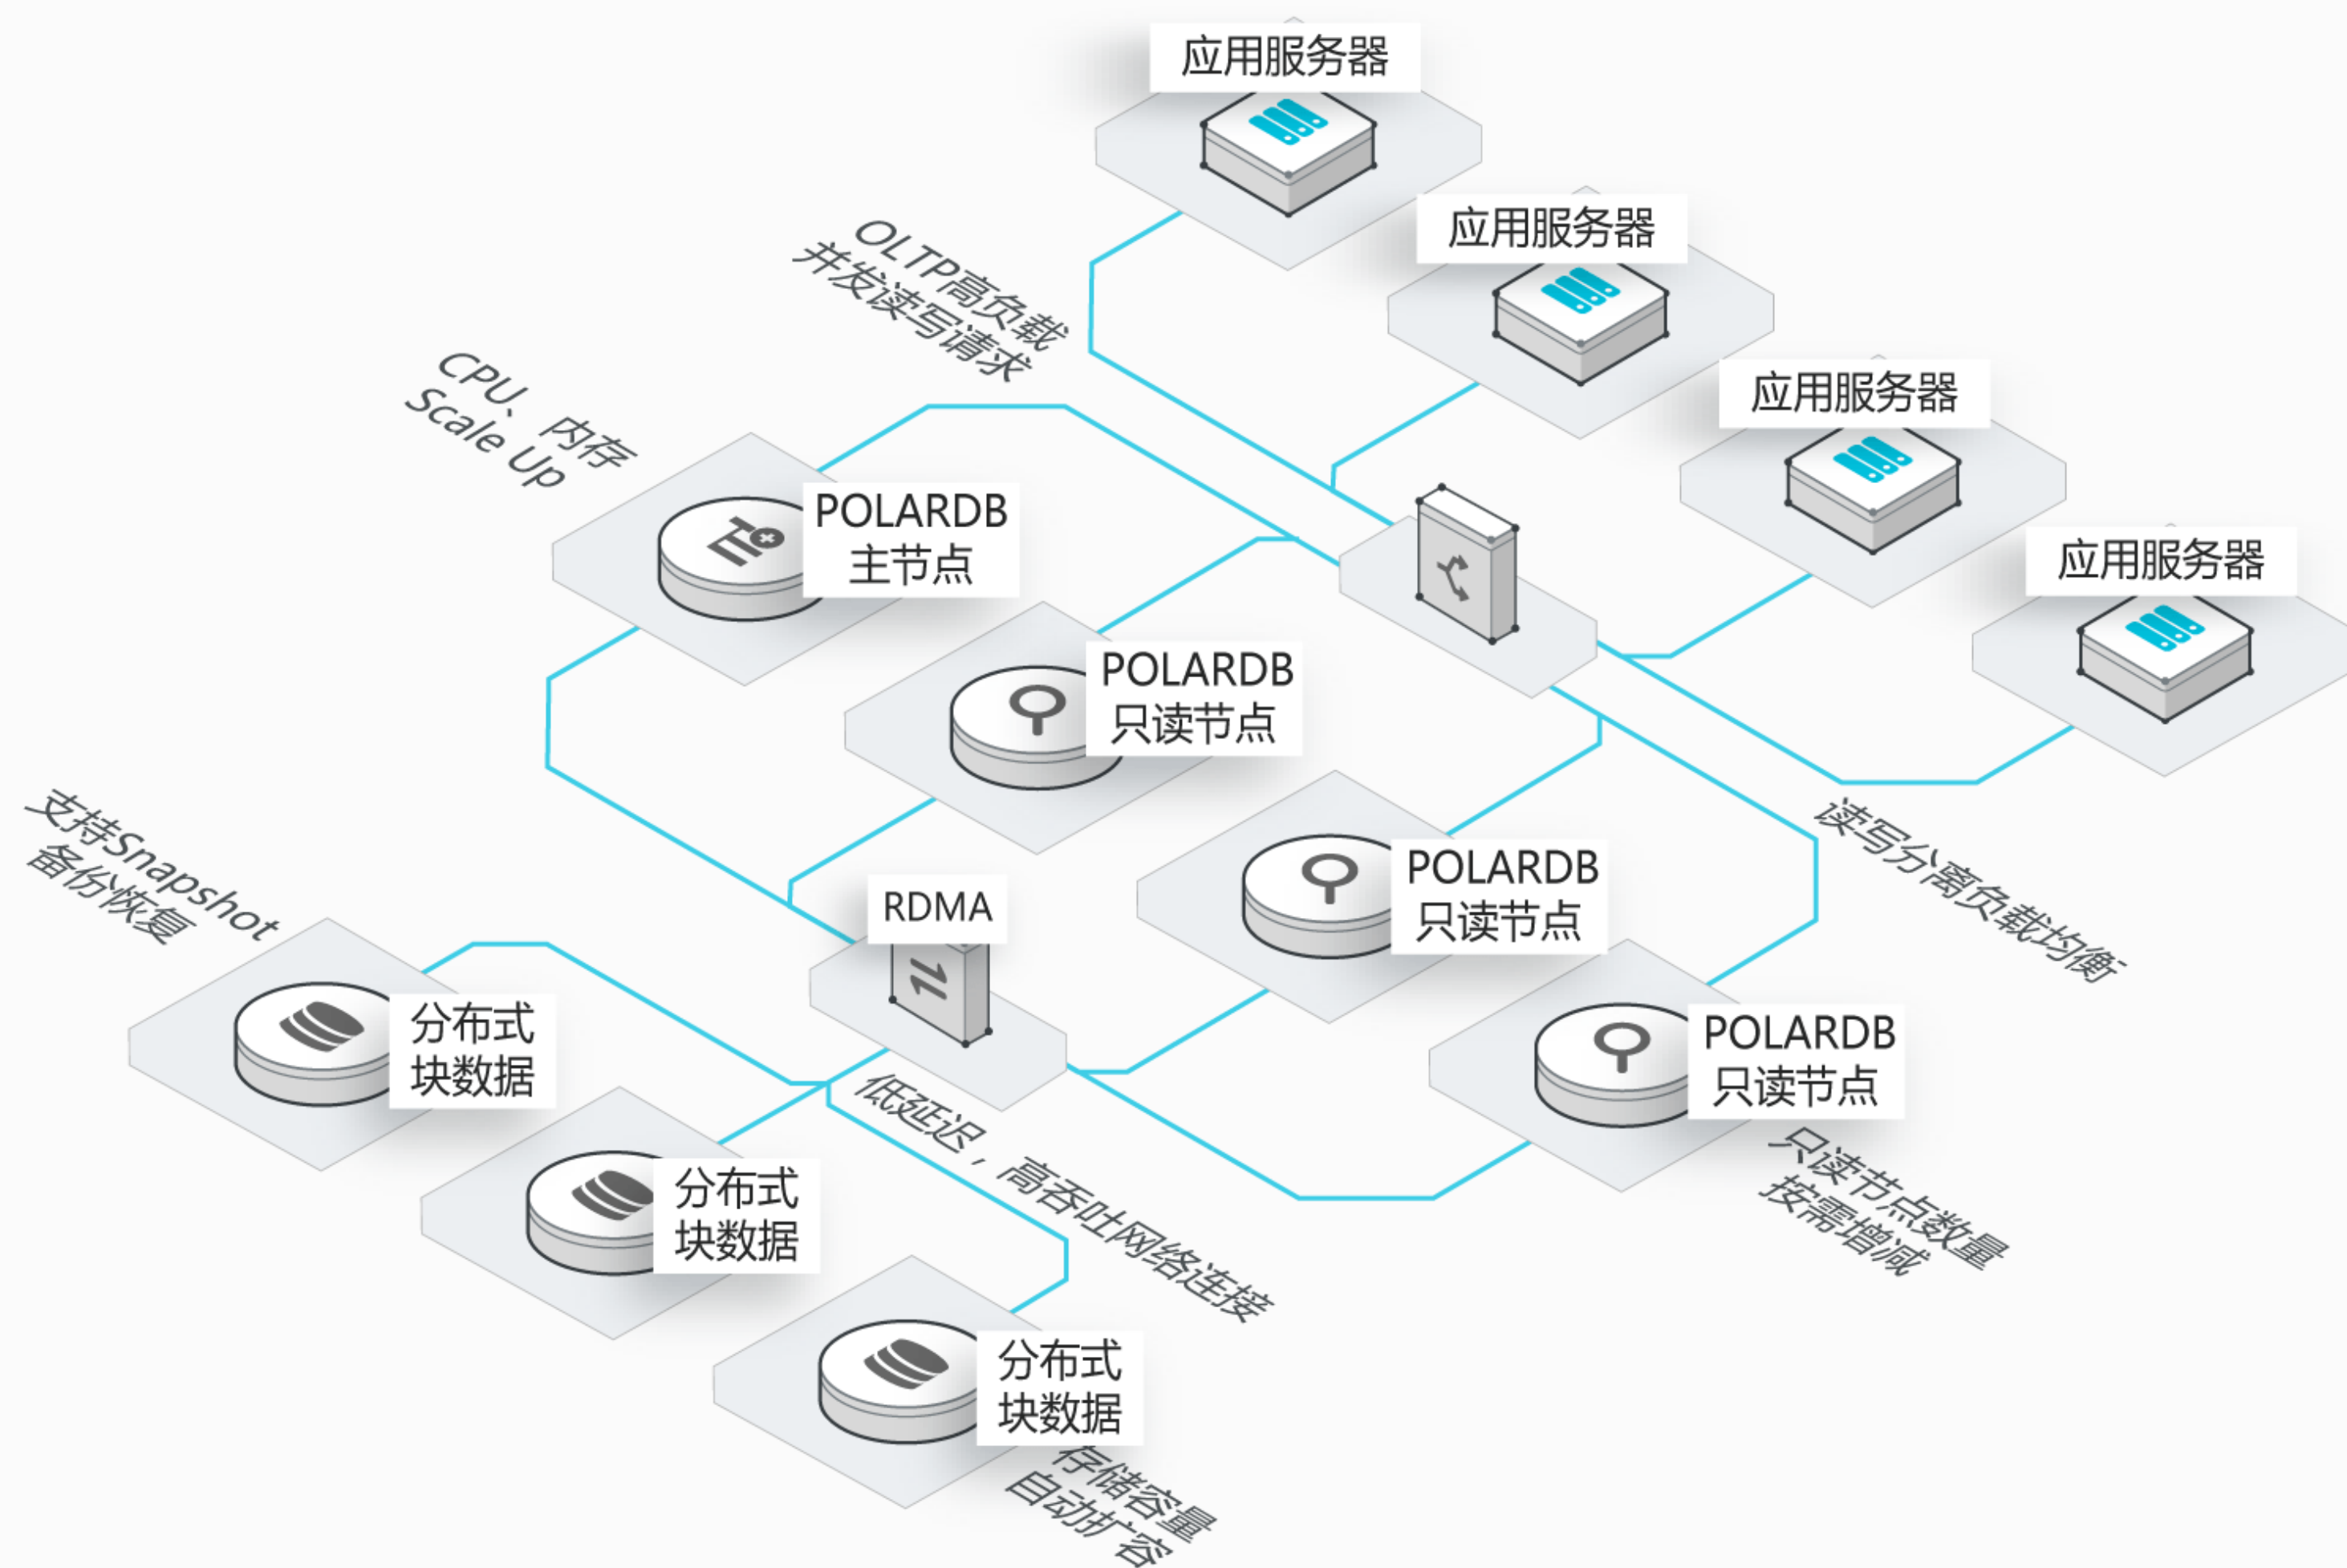 应用服务器
应用服务器
OLTP高负载
并发读写请求
应用服务器
CPU、内存
Scale Up
POLARDB
主节点
应用服务器
POLARDB
只读节点
POLARDB
只读节点
读写分离负载均衡
支持Snapshot
备份恢复
RDMA
分布式
块数据
POLARDB
只读节点
低延迟，高吞吐网络连接
只读节点数量
按需增减
分布式
块数据
分布式
块数据
存储容量
自动扩容